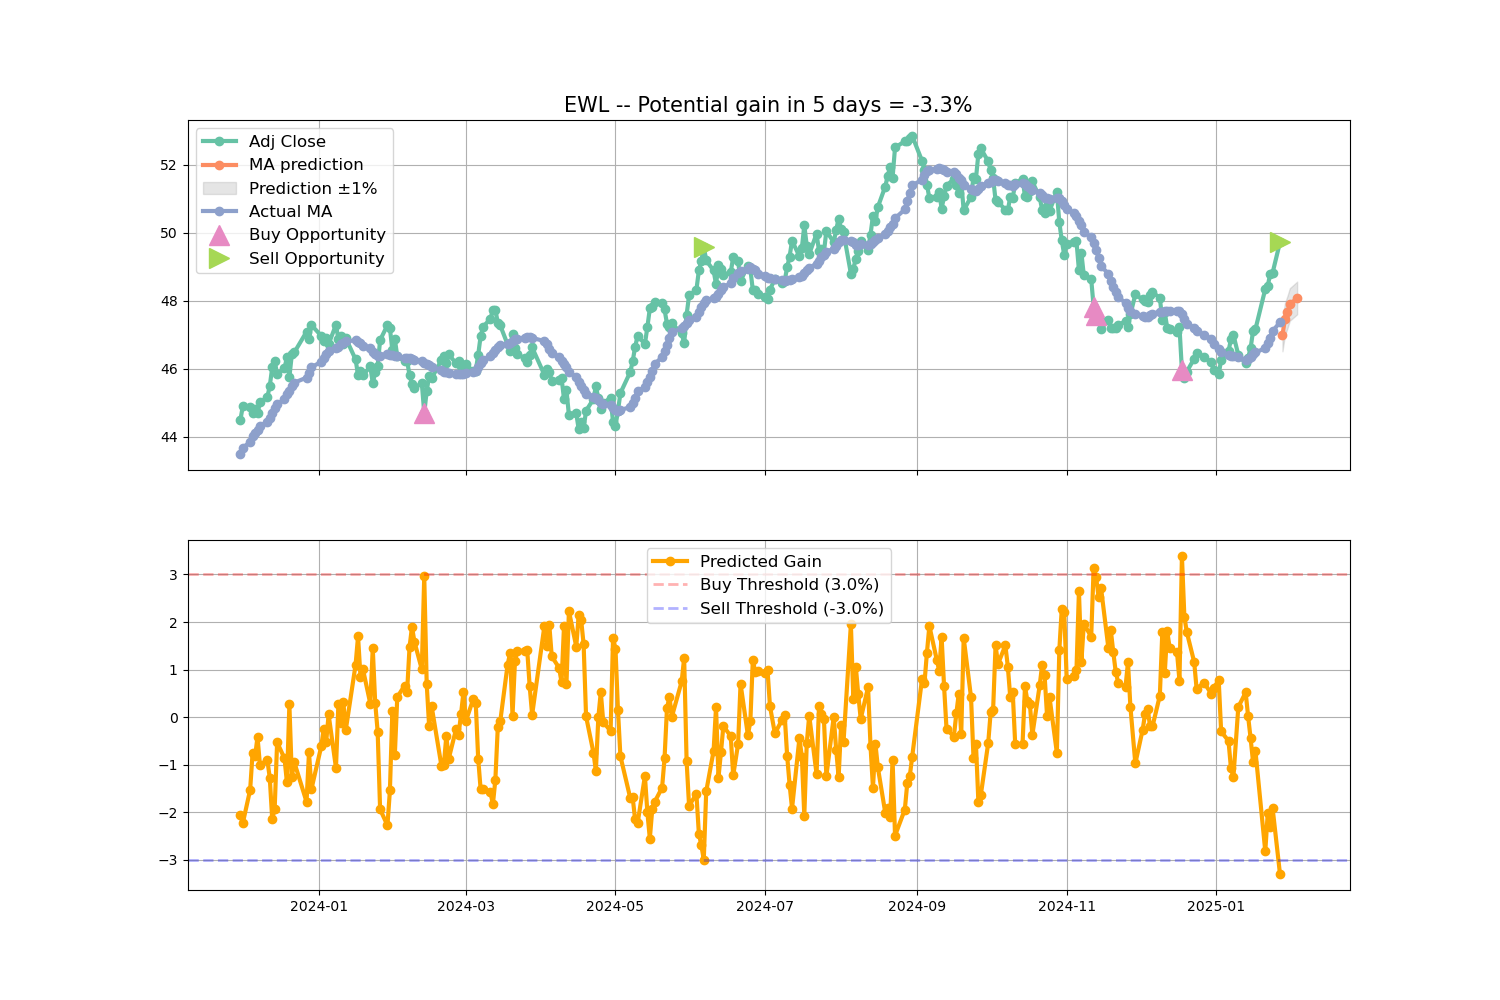 EWL -- Potential gain in 5 days = -3.3%
Adj Close
MA prediction
Prediction ±1%
Actual MA
Buy Opportunity
Sell Opportunity
52
50
48
46
44
Predicted Gain
Buy Threshold (3.0%)
Sell Threshold (-3.0%)
3
2
1
0
−1
−2
−3
2024-01 2024-03 2024-05 2024-07 2024-09 2024-11 2025-01